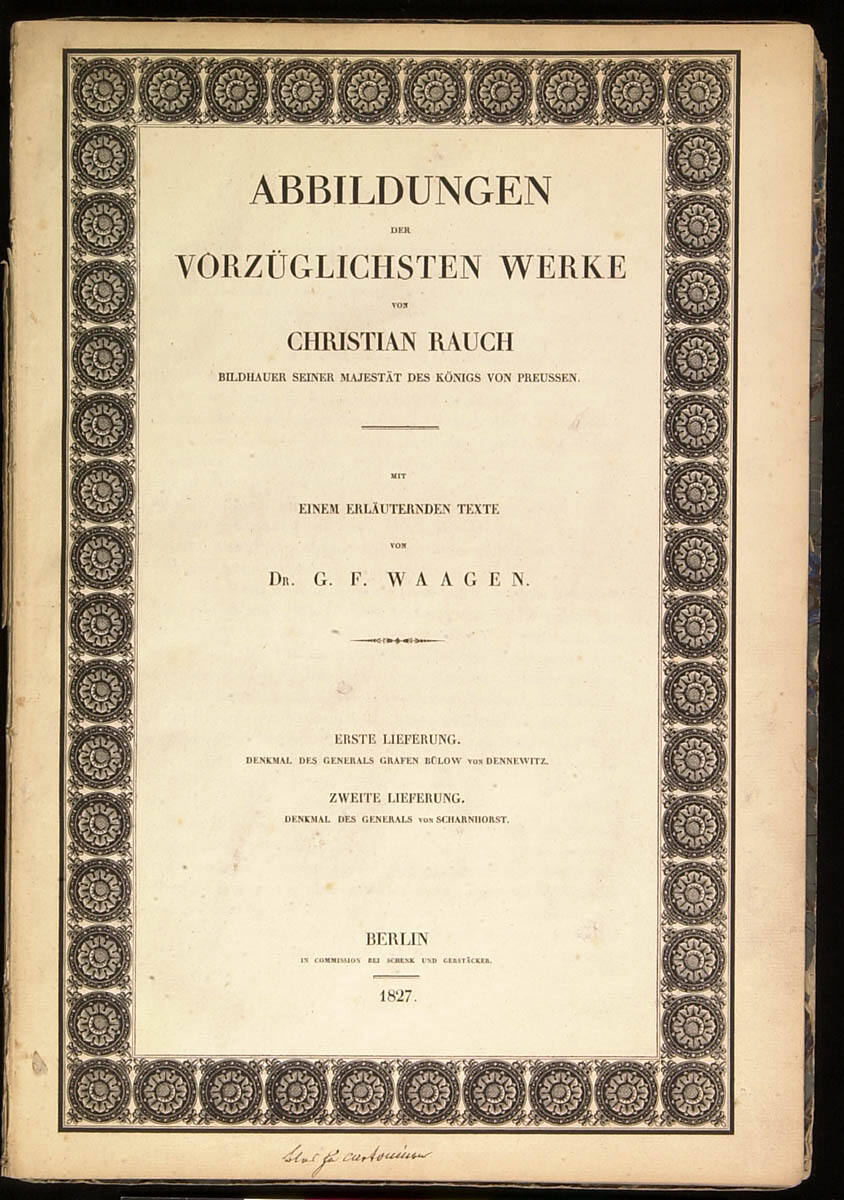 ABBILDUNGEN
DER
VORZÜGLICHSTEN WERKE
VON
CHRISTIAN RAUCH
BILDHAUER SEINER MAJESTÄT DES KÖNIGS VON PREUSSEN.
MIT
EINEM ERLÄUTERNDEN TEXTE
VON
DR. G. F. WAAGEN.
ERSTE LIEFERUNG.
DENKMAL DES GENERALS GRAFEN BÜLOW VON DENNEWITZ.
ZWEITE LIEFERUNG.
DENKMAL DES GENERALS VON SCHARNHORST.
BERLIN
IN COMMISSION BEI SCHENK UND GERSTÄCKER.
1827.